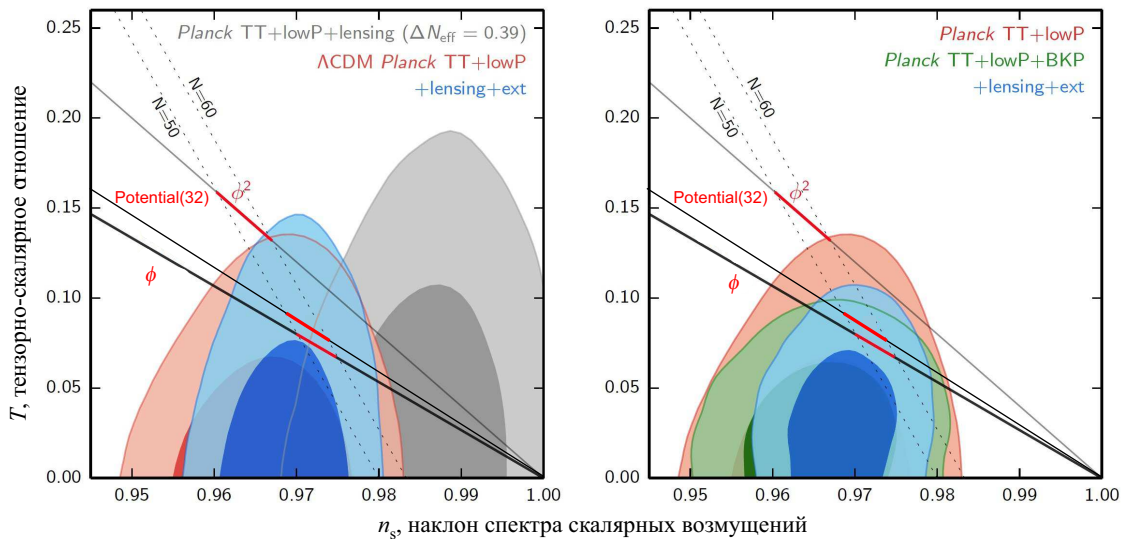 T, тензорно-скалярное отношение
0.26
0.20
0.15
0.10
0.05
0.00
Planck TT+lowP+lensing (ΔN_eff = 0.39)
ΛCDM Planck TT+lowP
+lensing+ext
N=50
N=60
ϕ²
Potential(32)
ϕ
0.95 0.96 0.97 0.98 0.99 1.00
0.26
0.20
0.15
0.10
0.05
0.00
Planck TT+lowP
Planck TT+lowP+BKP
+lensing+ext
N=50
N=60
ϕ²
Potential(32)
ϕ
0.95 0.96 0.97 0.98 0.99 1.00
n_s, наклон спектра скалярных возмущений